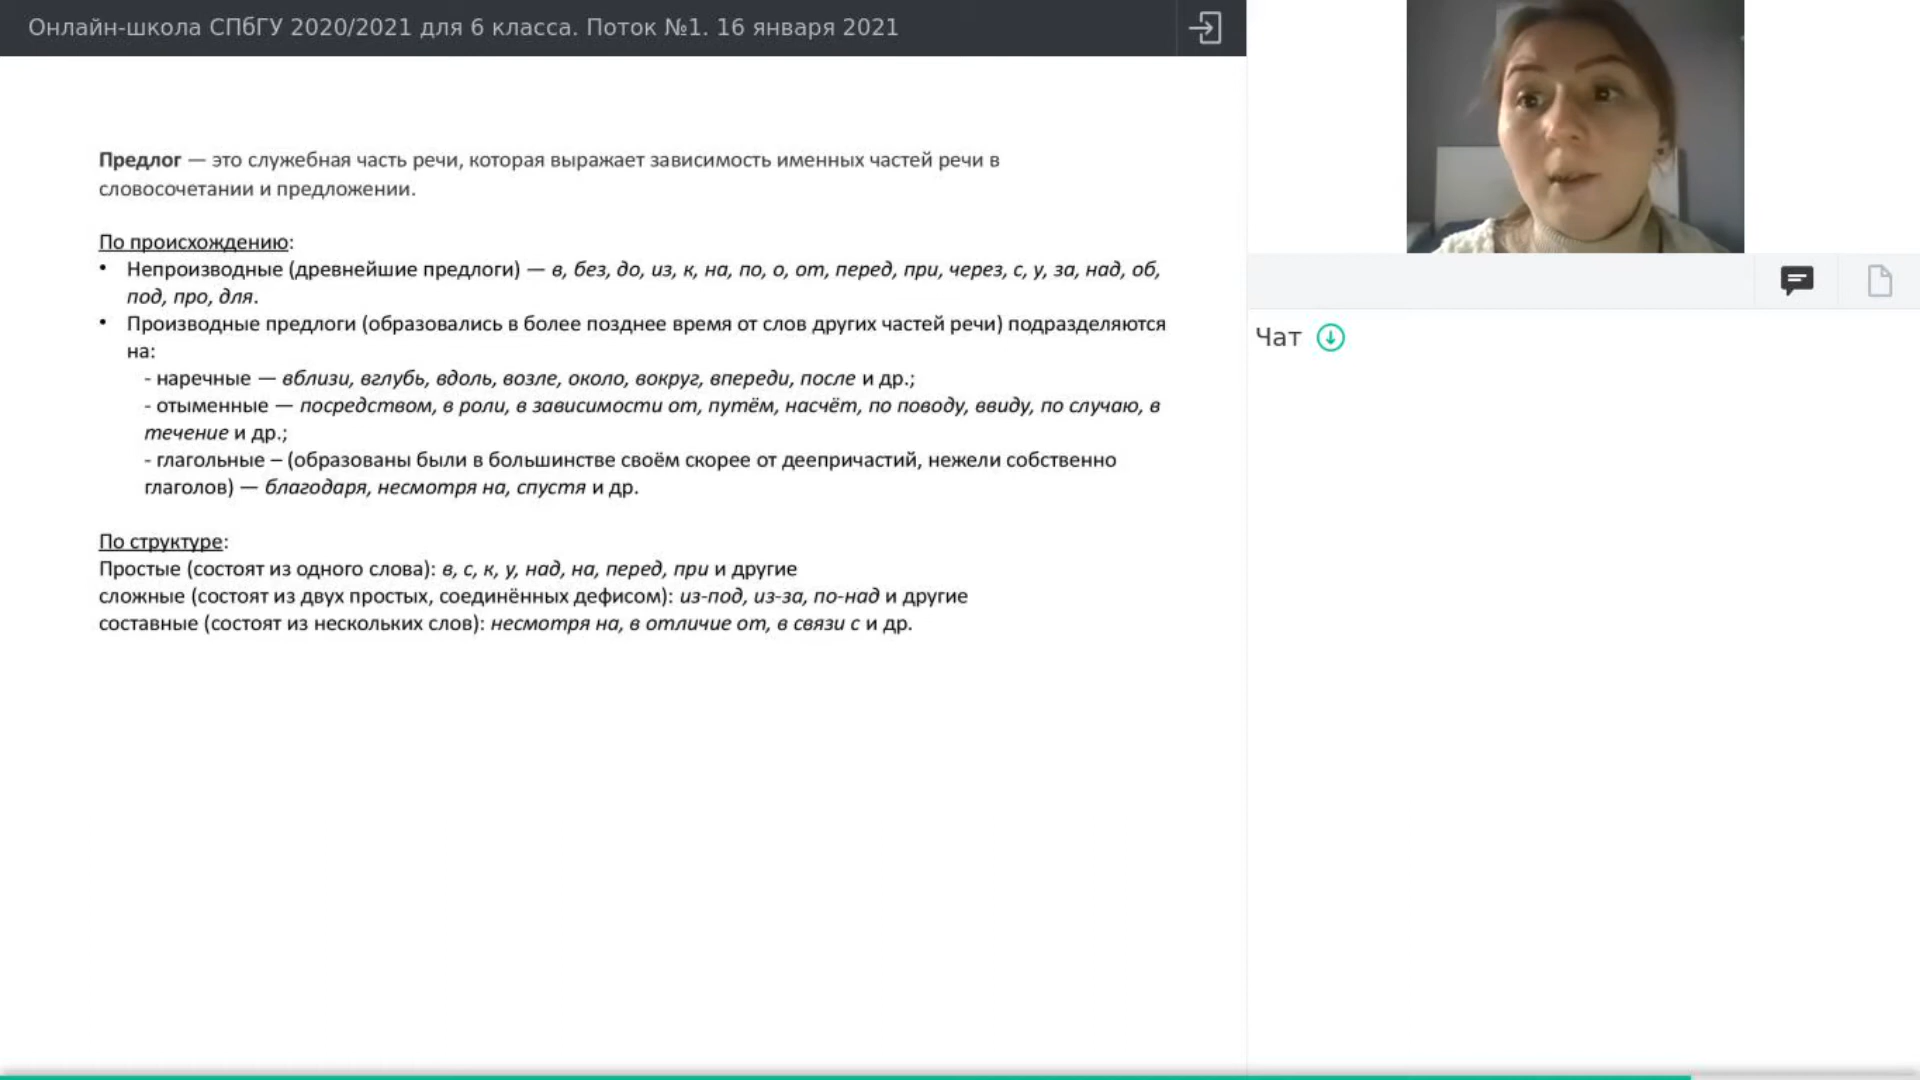 Онлайн-школа СПбГУ 2020/2021 для 6 класса. Поток №1. 16 января 2021
Предлог — это служебная часть речи, которая выражает зависимость именных частей речи в
словосочетании и предложении.
По происхождению:
• Непроизводные (древнейшие предлоги) — в, без, до, из, к, на, по, о, от, перед, при, через, с, у, за, над, об,
под, про, для.
• Производные предлоги (образовались в более позднее время от слов других частей речи) подразделяются
на:
- наречные — вблизи, вглубь, вдоль, возле, около, вокруг, впереди, после и др.;
- отыменные — посредством, в роли, в зависимости от, путём, насчёт, по поводу, ввиду, по случаю, в
течение и др.;
- глагольные – (образованы были в большинстве своём скорее от деепричастий, нежели собственно
глаголов) — благодаря, несмотря на, спустя и др.
По структуре:
Простые (состоят из одного слова): в, с, к, у, над, на, перед, при и другие
сложные (состоят из двух простых, соединённых дефисом): из-под, из-за, по-над и другие
составные (состоят из нескольких слов): несмотря на, в отличие от, в связи с и др.
Чат